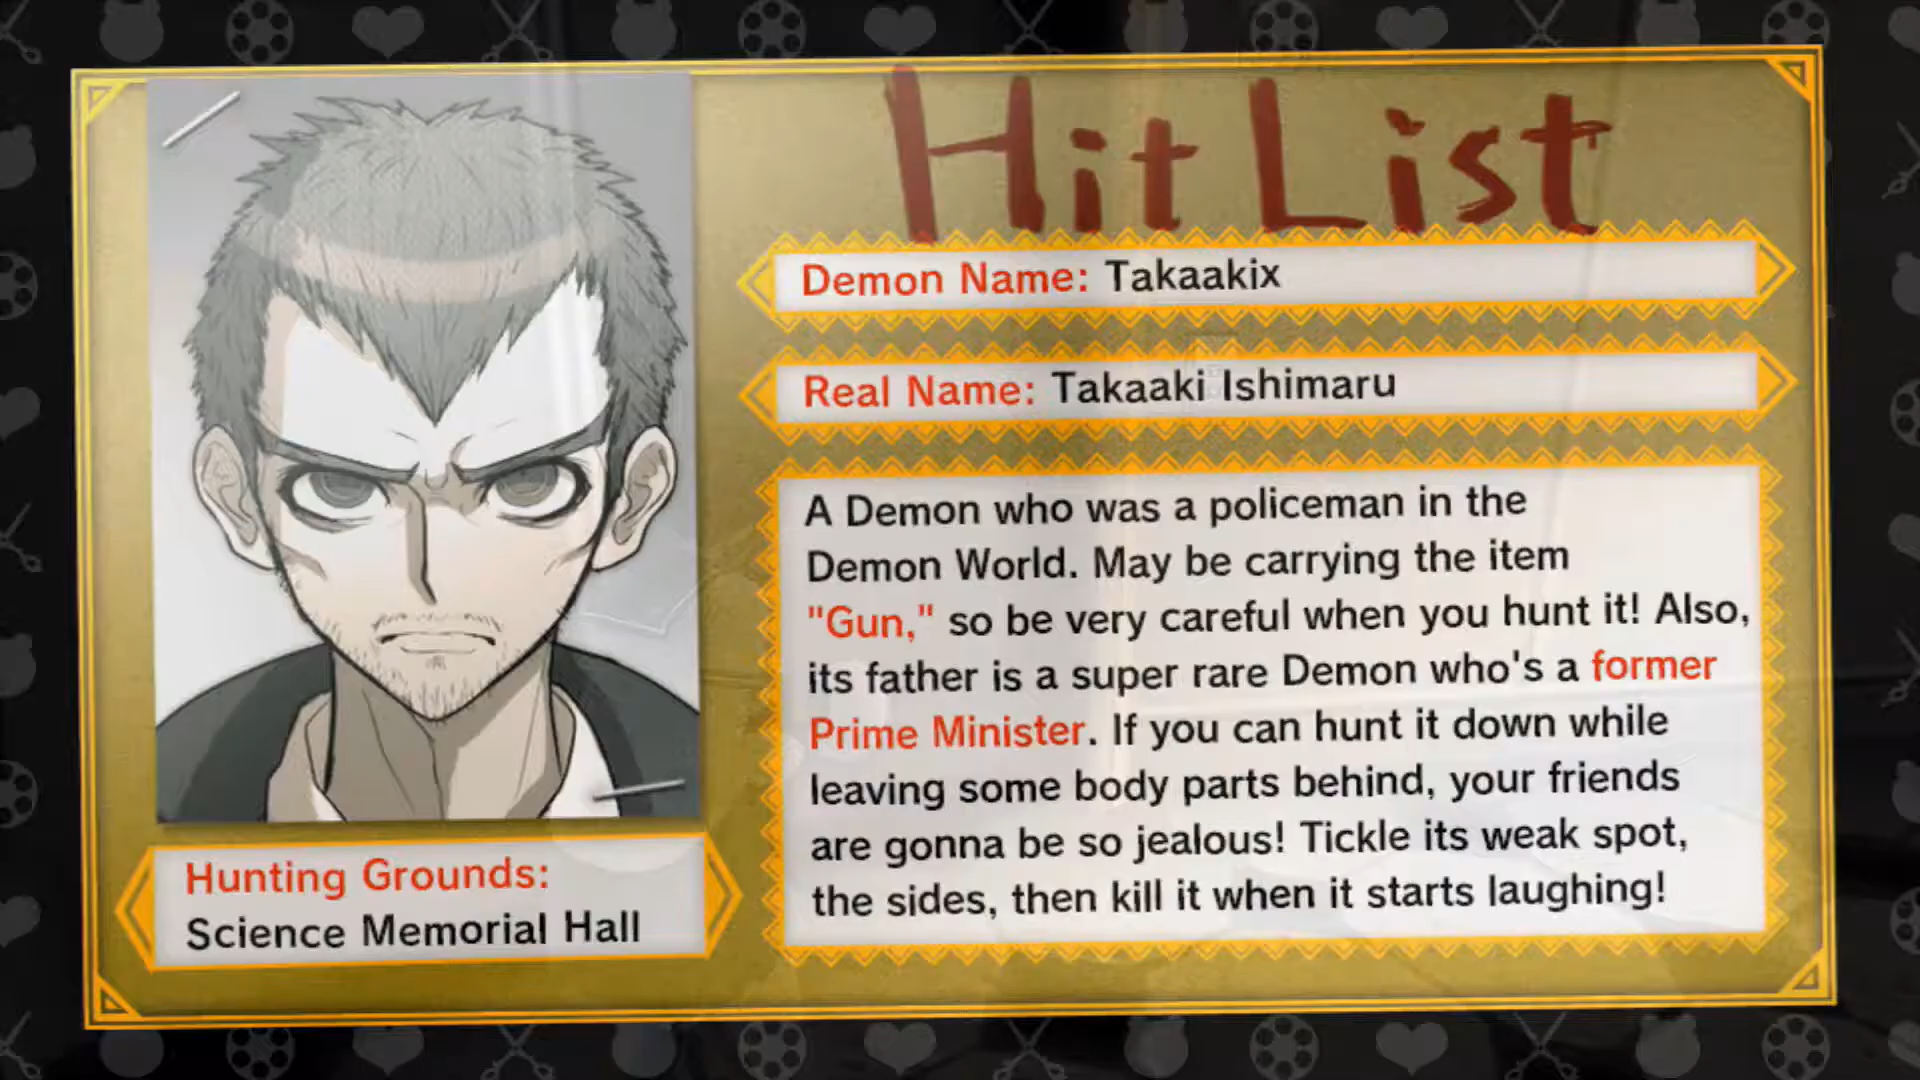 Hit List
Demon Name: Takaakix
Real Name: Takaaki Ishimaru
A Demon who was a policeman in the
Demon World. May be carrying the item
"Gun," so be very careful when you hunt it! Also,
its father is a super rare Demon who's a former
Prime Minister. If you can hunt it down while
leaving some body parts behind, your friends
are gonna be so jealous! Tickle its weak spot,
the sides, then kill it when it starts laughing!
Hunting Grounds:
Science Memorial Hall